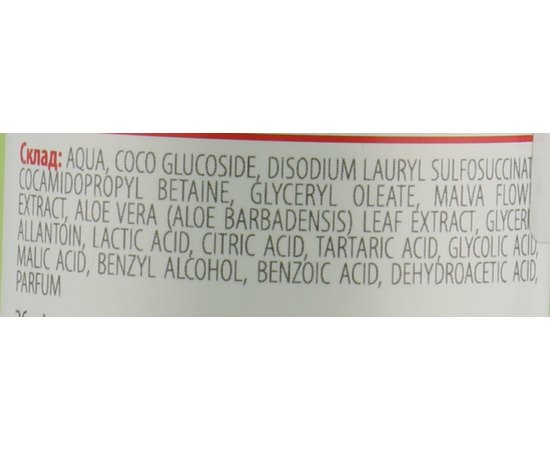 Склад: AQUA, COCO GLUCOSIDE, DISODIUM LAURYL SULFOSUCCINAT
COCAMIDOPROPYL BETAINE, GLYCERYL OLEATE, MALVA FLOW
EXTRACT, ALOE VERA (ALOE BARBADENSIS) LEAF EXTRACT, GLYCERI
ALLANTOIN, LACTIC ACID, CITRIC ACID, TARTARIC ACID, GLYCOLIC ACID,
MALIC ACID, BENZYL ALCOHOL, BENZOIC ACID, DEHYDROACETIC ACID,
PARFUM